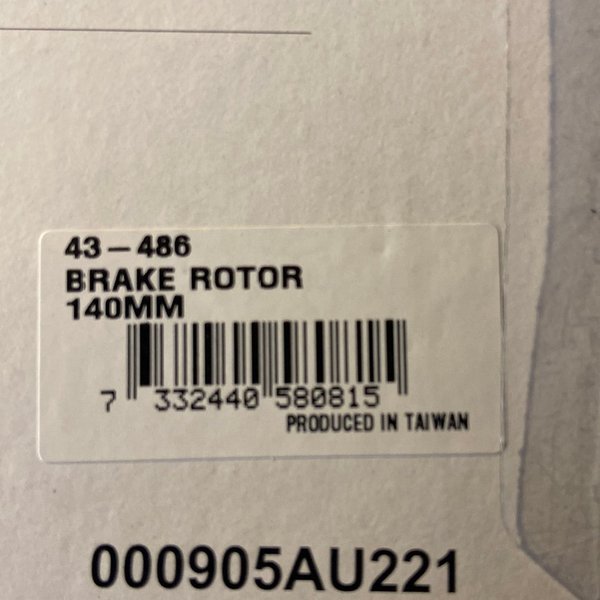 43-486
BRAKE ROTOR
140MM
7 332440 580815
PRODUCED IN TAIWAN
000905AU221